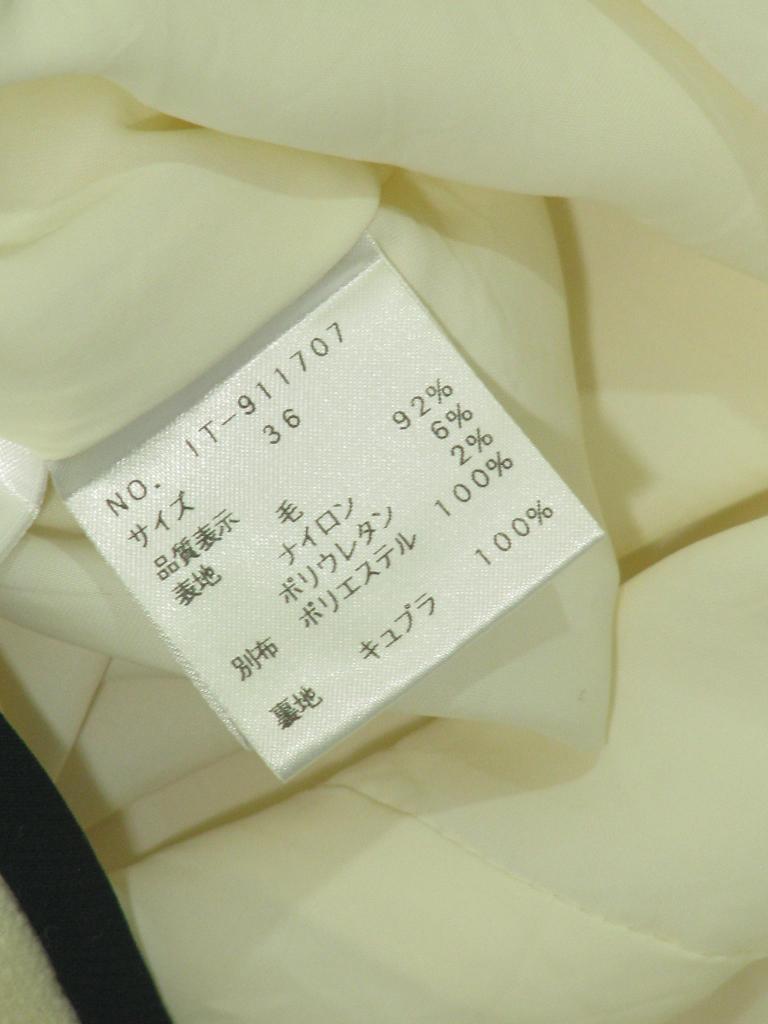 NO. IT-911707
サイズ 36
品質表示
表地 毛 92%
ナイロン 6%
ポリウレタン 2%
別布 ポリエステル 100%
裏地 キュプラ 100%